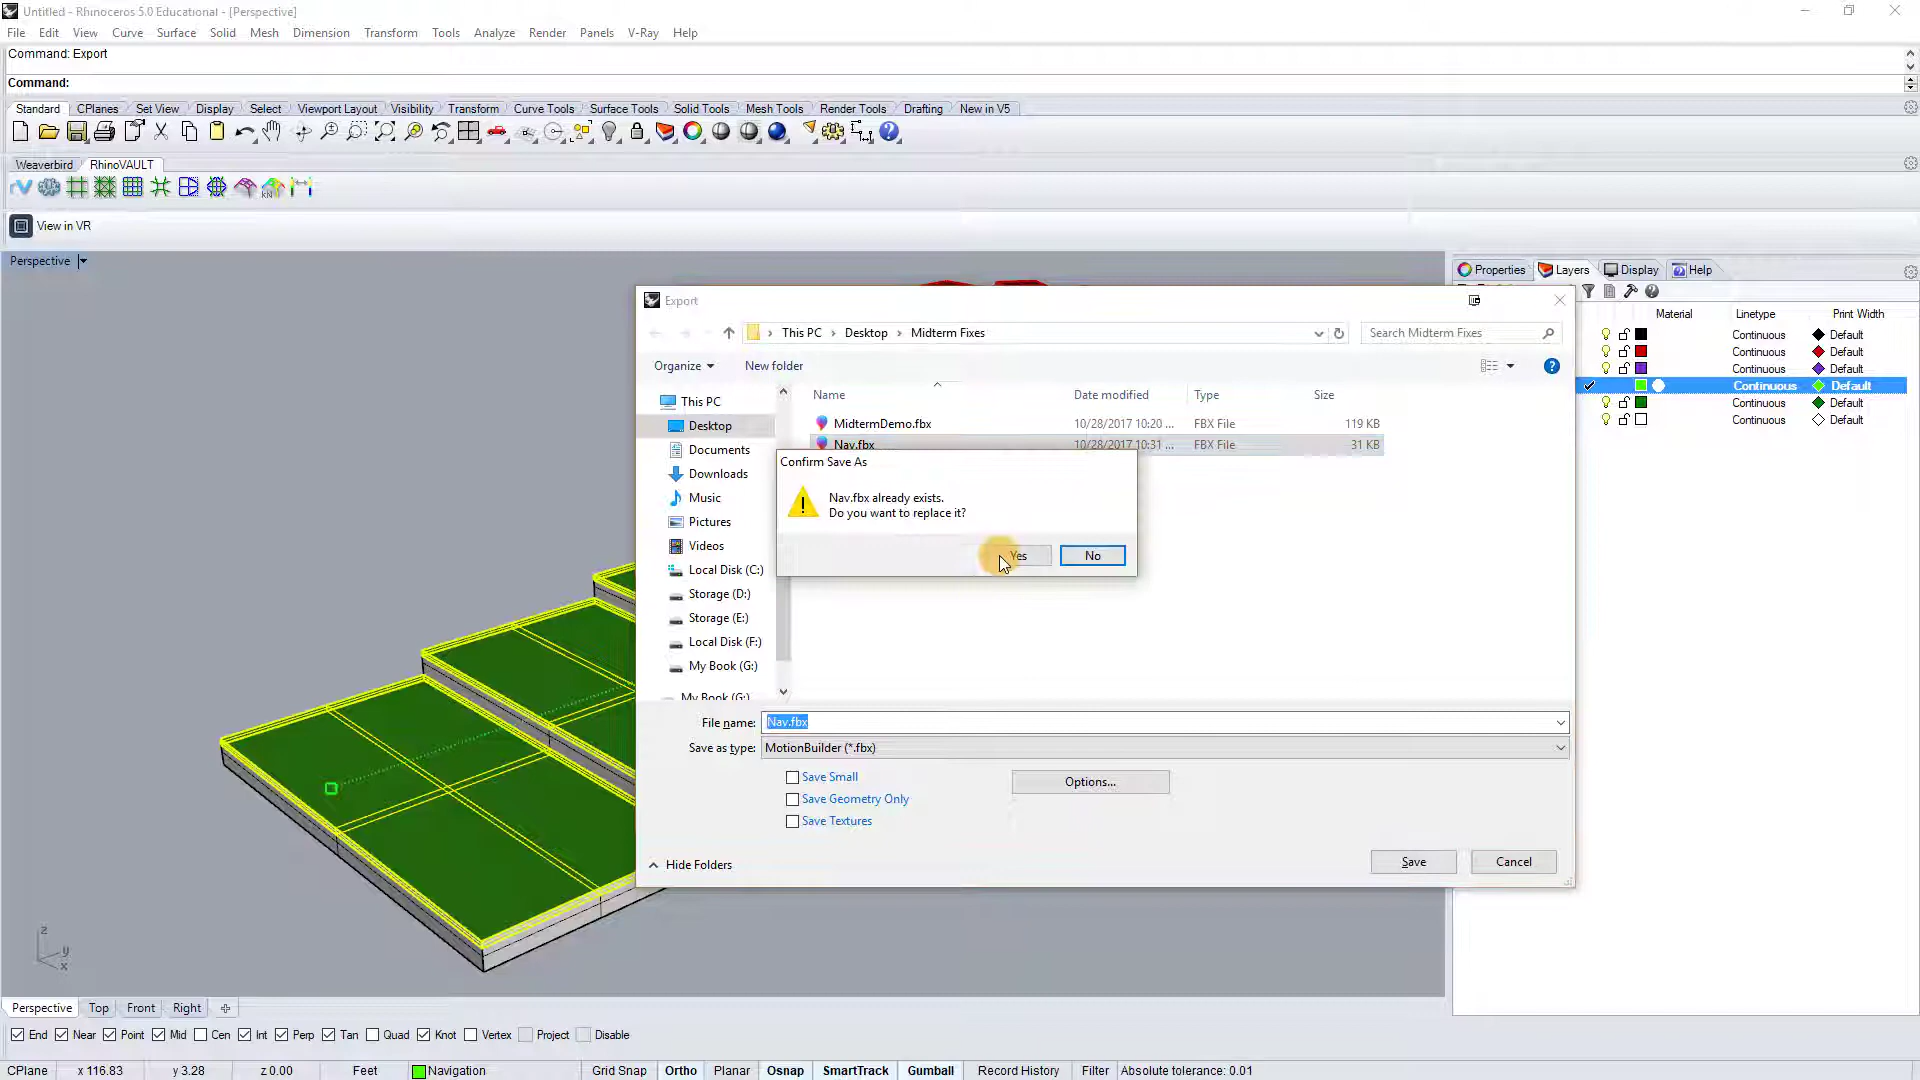 Untitled - Rhinoceros 5.0 Educational - [Perspective]
File Edit View Curve Surface Solid Mesh Dimension Transform Tools Analyze Render Panels V-Ray Help
Command: Export
Command:
Standard CPlanes Set View Display Select Viewport Layout Visibility Transform Curve Tools Surface Tools Solid Tools Mesh Tools Render Tools Drafting New in V5
Weaverbird RhinoVAULT
View in VR
Perspective
Properties Layers Display Help
Material Linetype Print Width
Continuous Default
Continuous Default
Continuous Default
Continuous Default
Continuous Default
Continuous Default
Export
This PC Desktop Midterm Fixes
Search Midterm Fixes
Organize New folder
Name Date modified Type Size
MidtermDemo.fbx 10/28/2017 10:20 ... FBX File 119 KB
Nav.fbx 10/28/2017 10:31 ... FBX File 31 KB
This PC
Desktop
Documents
Downloads
Music
Pictures
Videos
Local Disk (C:)
Storage (D:)
Storage (E:)
Local Disk (F:)
My Book (G:)
My Book (G:)
Confirm Save As
Nav.fbx already exists.
Do you want to replace it?
Yes No
File name: Nav.fbx
Save as type: MotionBuilder (*.fbx)
Save Small
Save Geometry Only
Save Textures
Options...
Hide Folders
Save Cancel
z
y
x
Perspective Top Front Right
End Near Point Mid Cen Int Perp Tan Quad Knot Vertex Project Disable
CPlane x 116.83 y 3.28 z 0.00 Feet Navigation Grid Snap Ortho Planar Osnap SmartTrack Gumball Record History Filter Absolute tolerance: 0.01